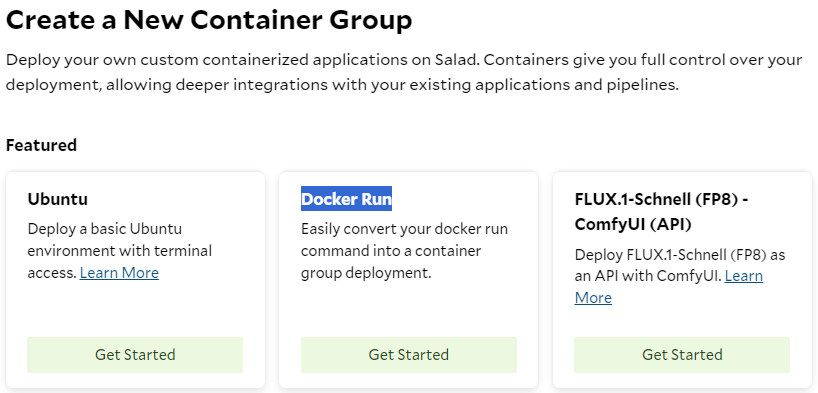 Create a New Container Group
Deploy your own custom containerized applications on Salad. Containers give you full control over your
deployment, allowing deeper integrations with your existing applications and pipelines.
Featured
Ubuntu
Deploy a basic Ubuntu
environment with terminal
access. Learn More
Get Started
Docker Run
Easily convert your docker run
command into a container
group deployment.
Get Started
FLUX.1-Schnell (FP8) -
ComfyUI (API)
Deploy FLUX.1-Schnell (FP8) as
an API with ComfyUI. Learn
More
Get Started